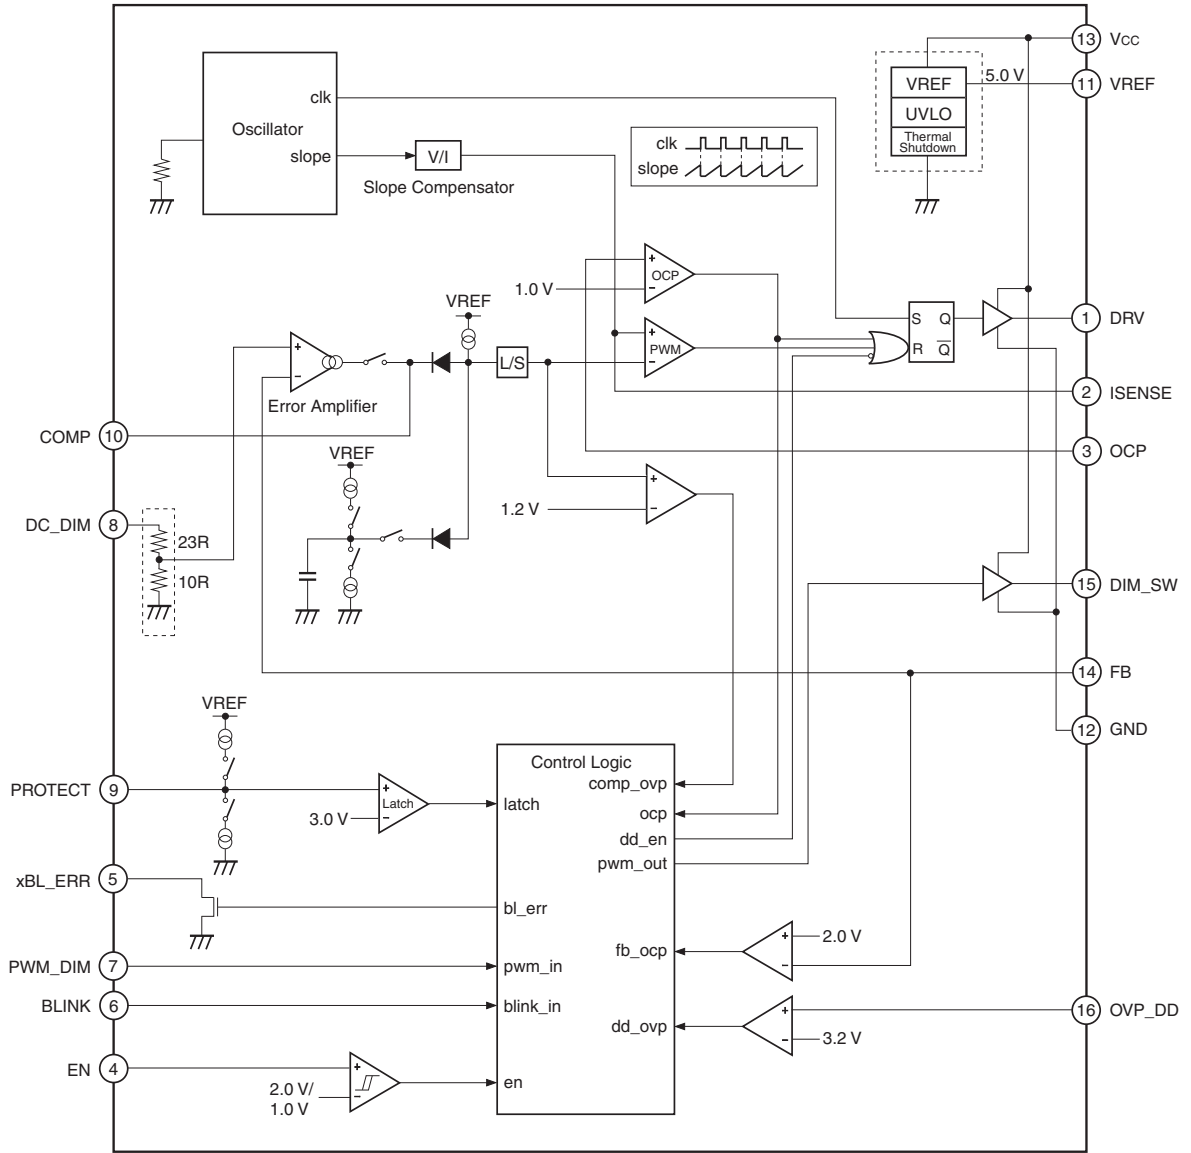 13 VCC
VREF 5.0 V 11 VREF
UVLO
Thermal
Shutdown
Oscillator
clk
slope
V/I
Slope Compensator
clk
slope
+
OCP
1.0 V −
VREF
+
PWM
−
L/S
+
−
Error Amplifier
S Q
R Q
1 DRV
2 ISENSE
COMP 10
3 OCP
VREF
+
1.2 V −
DC_DIM 8
23R
10R
15 DIM_SW
14 FB
12 GND
VREF
PROTECT 9
+
Latch
3.0 V −
Control Logic
comp_ovp
latch
ocp
dd_en
pwm_out
xBL_ERR 5
bl_err
+ 2.0 V
fb_ocp
−
PWM_DIM 7
pwm_in
BLINK 6
blink_in
+
16 OVP_DD
dd_ovp
− 3.2 V
EN 4
+
en
2.0 V/
1.0 V
−